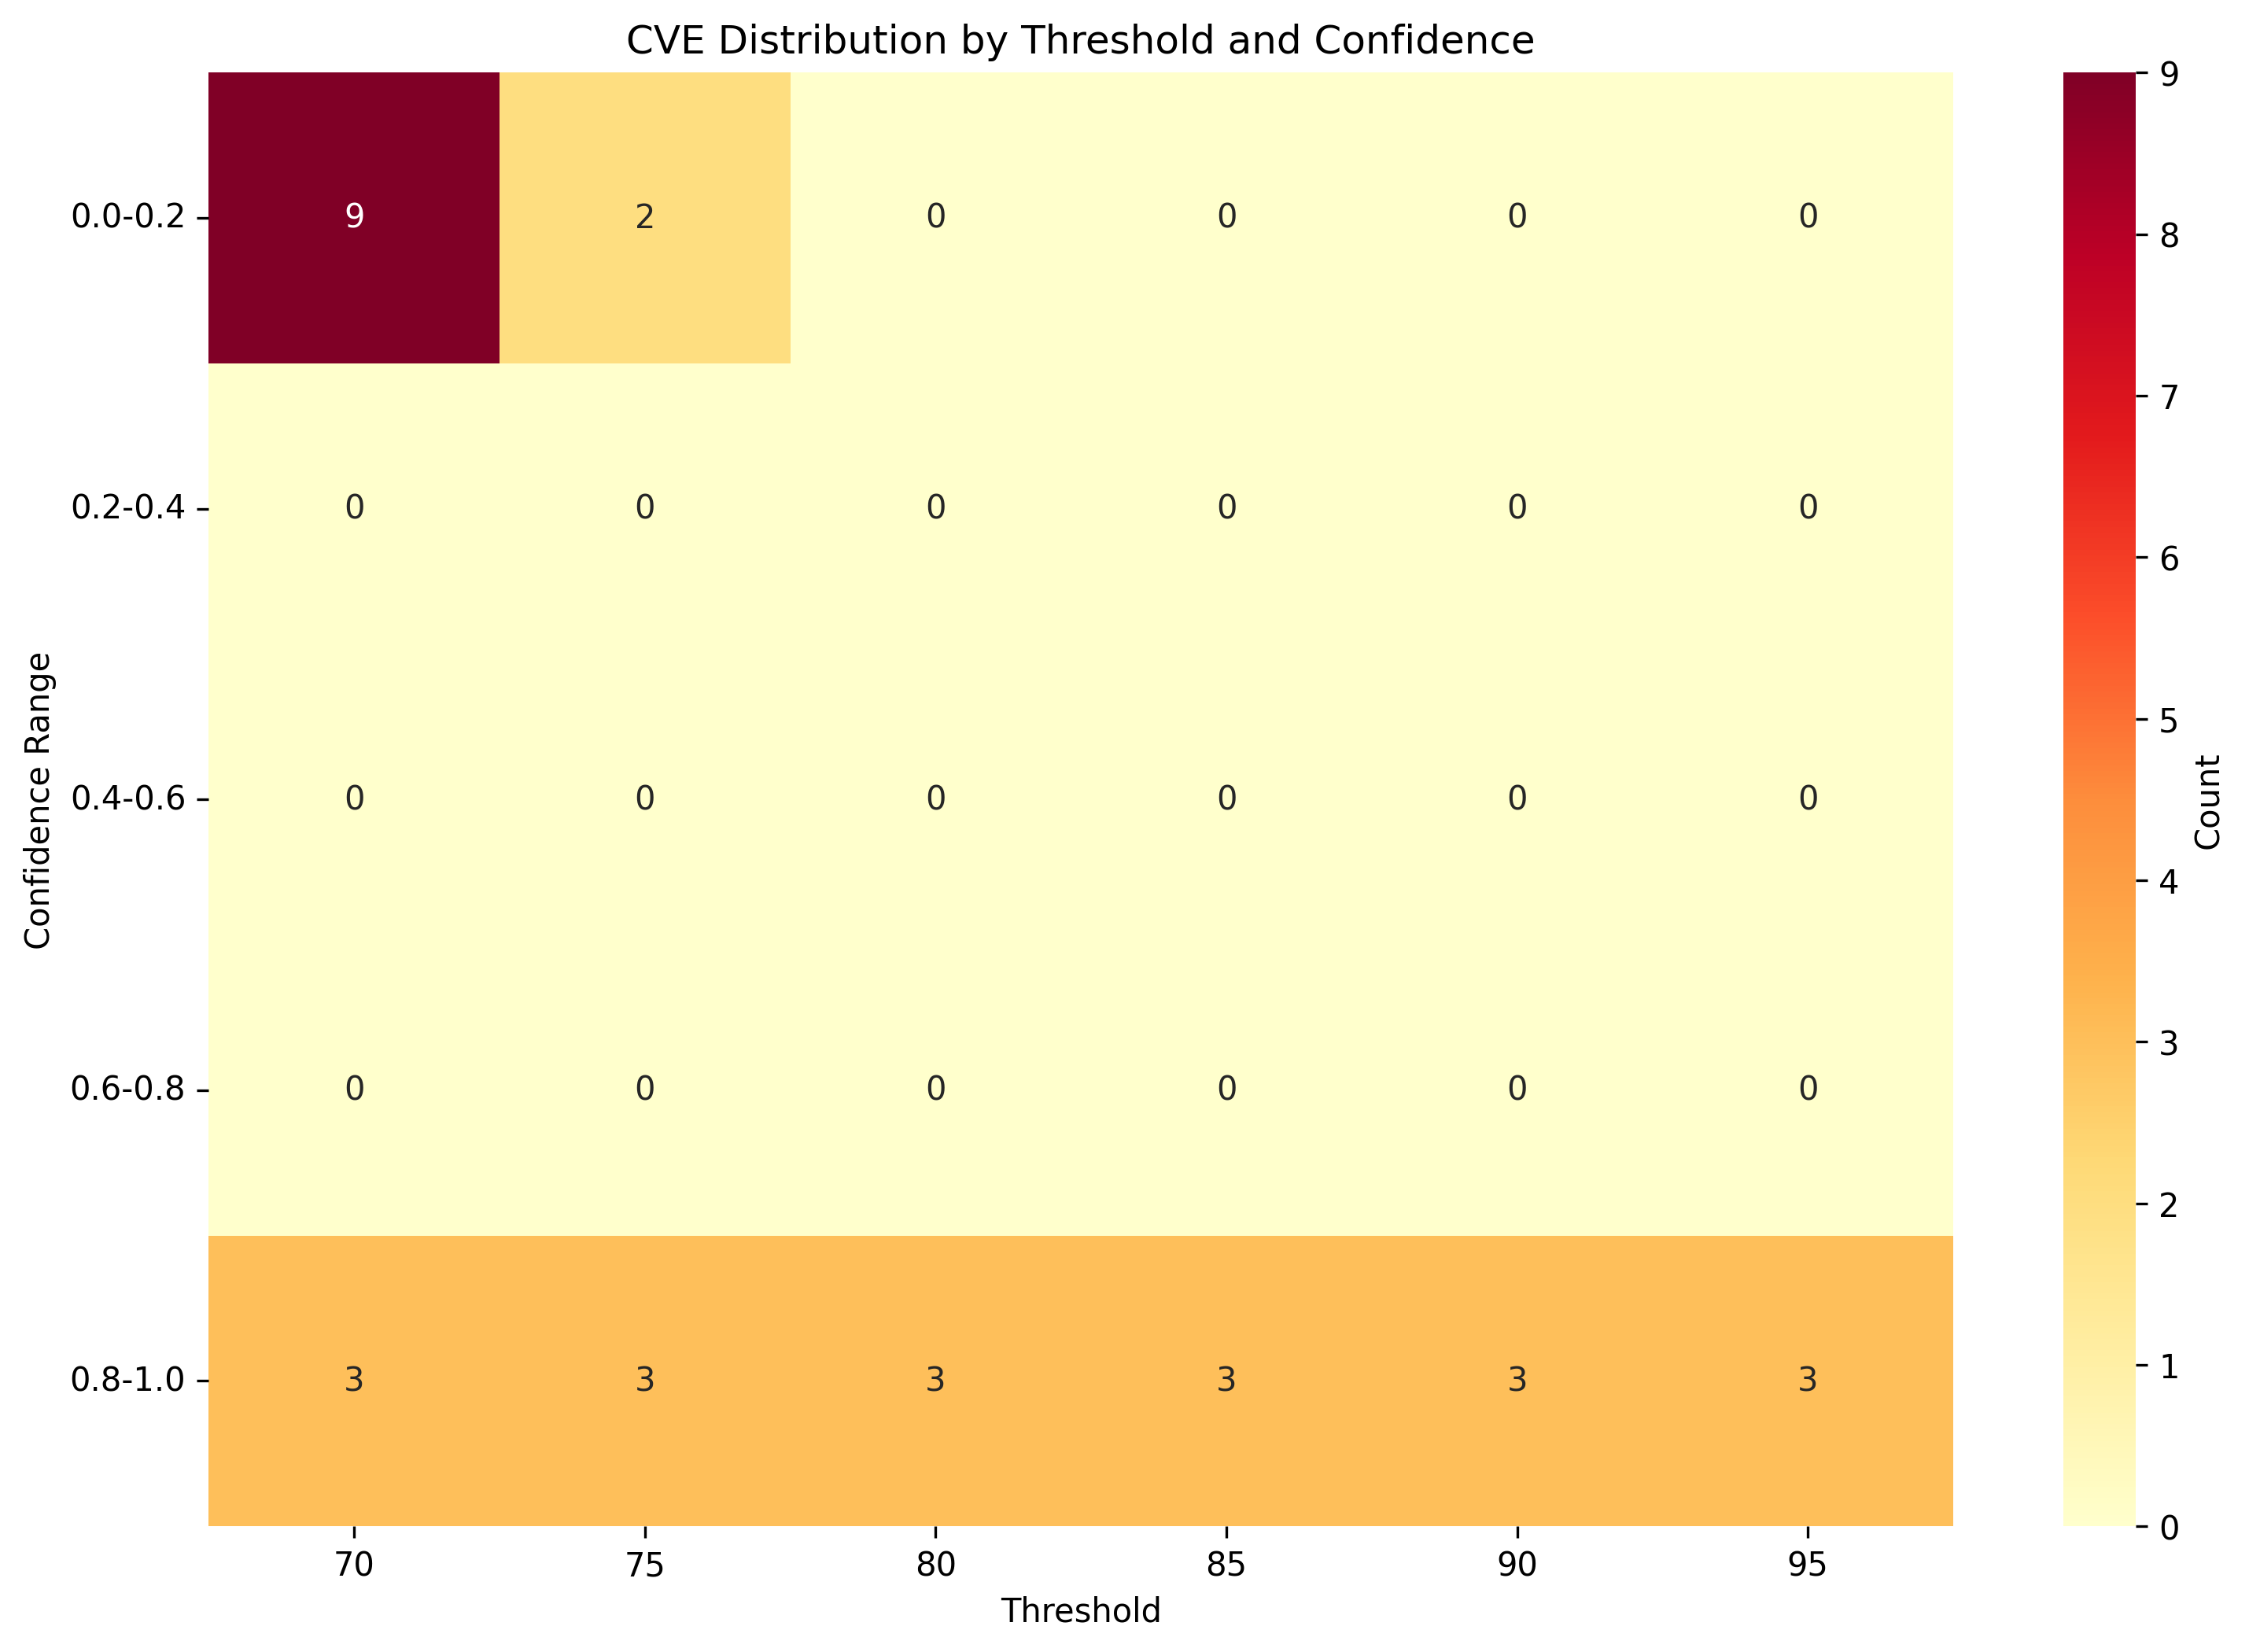 CVE Distribution by Threshold and Confidence
0.0-0.2 9 2 0 0 0 0
0.2-0.4 0 0 0 0 0 0
0.4-0.6 0 0 0 0 0 0
0.6-0.8 0 0 0 0 0 0
0.8-1.0 3 3 3 3 3 3
70 75 80 85 90 95
Threshold
Confidence Range
9
8
7
6
5
4
3
2
1
0
Count